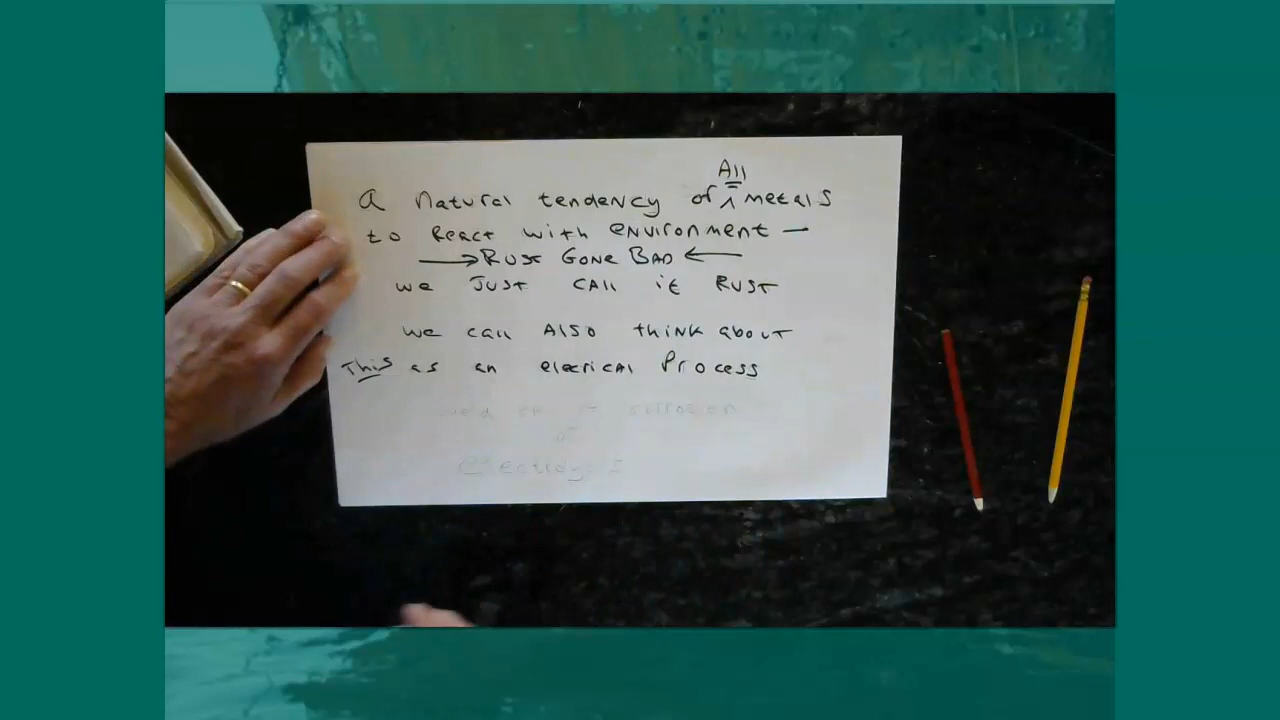 All
A Natural tendency of ^ metals
to React with environment —
→ Rust Gone Bad ←
we Just CAll it Rust
we can Also think about
This as an elecrical Process